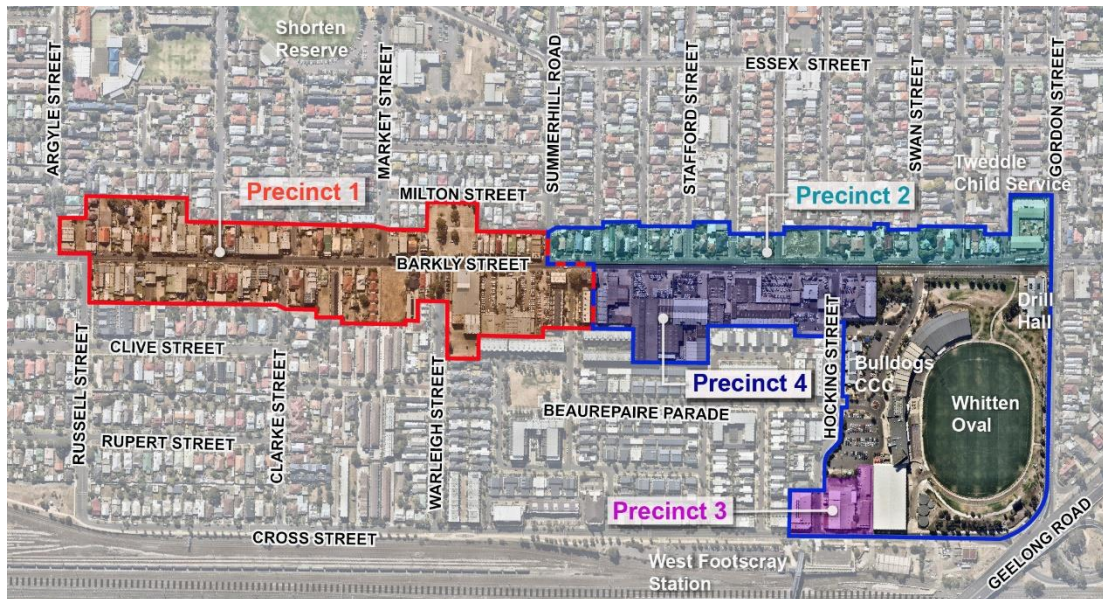 Shorten
Reserve
ARGYLE STREET
MARKET STREET
SUMMERHILL ROAD
STAFFORD STREET
ESSEX STREET
SWAN STREET
GORDON STREET
Tweddle
Child Service
Precinct 1
MILTON STREET
Precinct 2
BARKLY STREET
Drill
Hall
CLIVE STREET
RUSSELL STREET
CLARKE STREET
WARLEIGH STREET
HOCKING STREET
Bulldogs
CCC
Precinct 4
Whitten
Oval
BEAUREPAIRE PARADE
RUPERT STREET
Precinct 3
CROSS STREET
West Footscray
Station
GEELONG ROAD